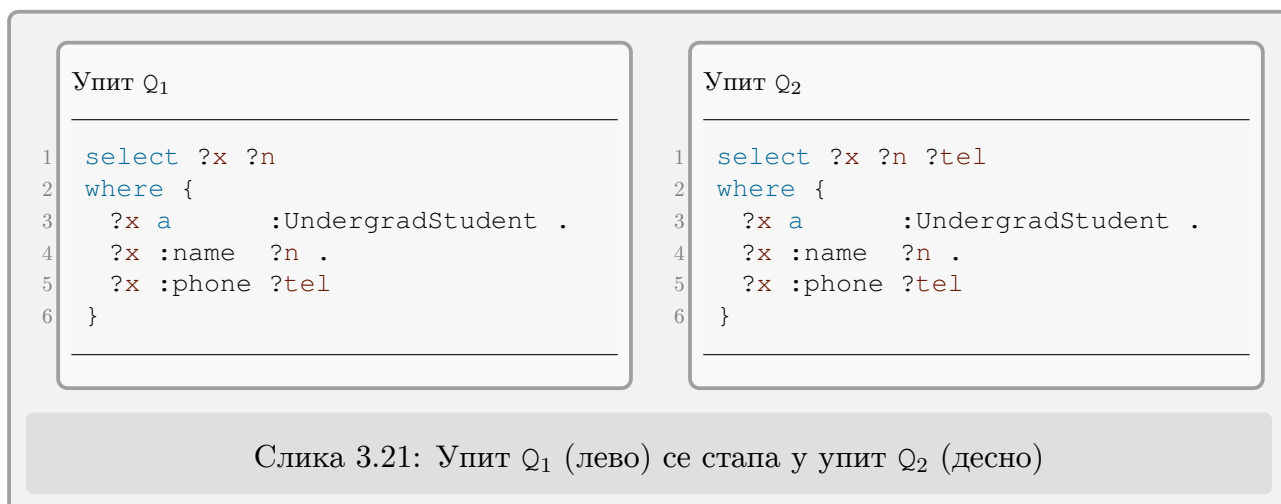 Упит Q₁
1 select ?x ?n
2 where {
3 ?x a :UndergradStudent .
4 ?x :name ?n .
5 ?x :phone ?tel
6 }
Упит Q₂
1 select ?x ?n ?tel
2 where {
3 ?x a :UndergradStudent .
4 ?x :name ?n .
5 ?x :phone ?tel
6 }
Слика 3.21: Упит Q₁ (лево) се стапа у упит Q₂ (десно)